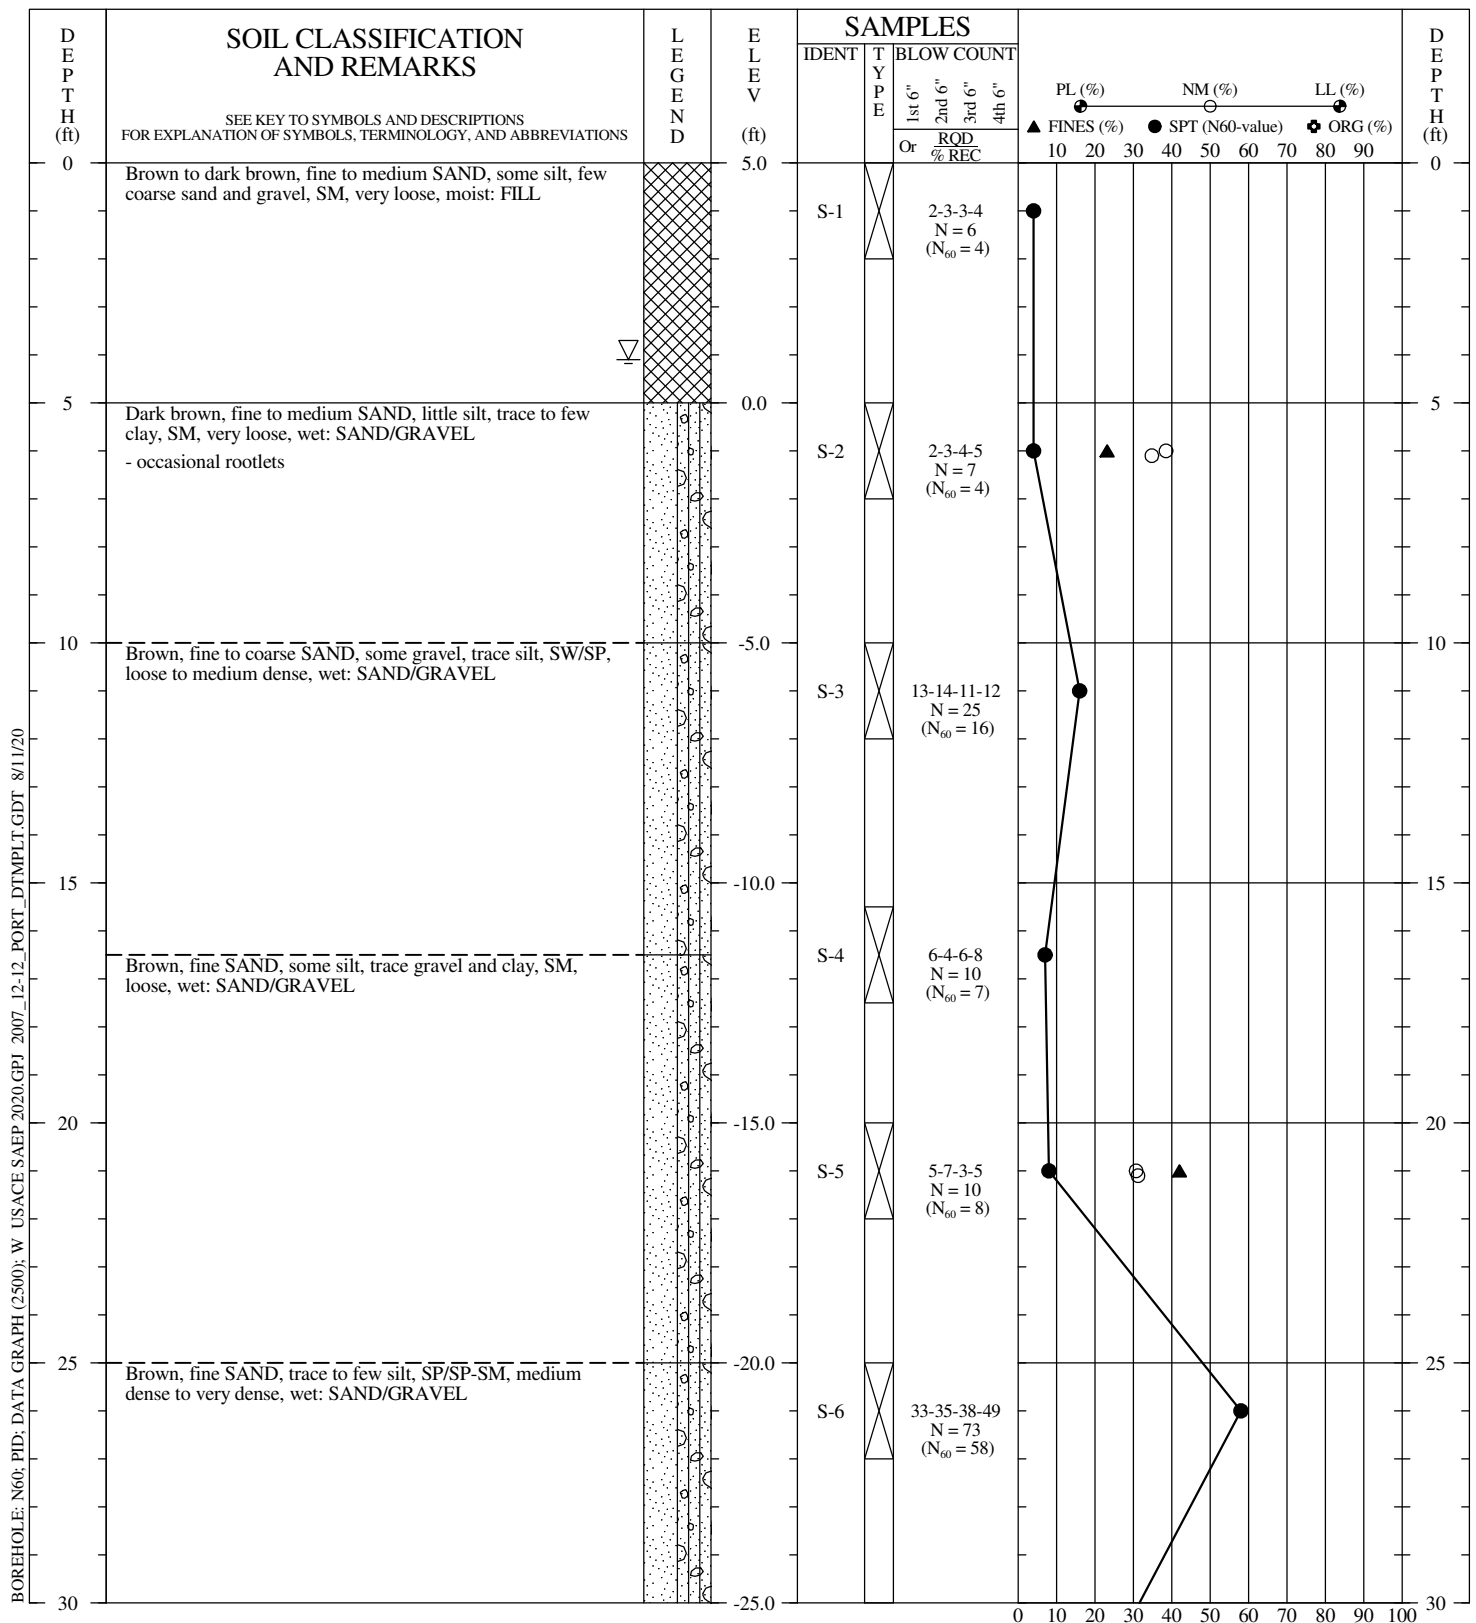 DEPTH (ft)
SOIL CLASSIFICATION
AND REMARKS
SEE KEY TO SYMBOLS AND DESCRIPTIONS
FOR EXPLANATION OF SYMBOLS, TERMINOLOGY, AND ABBREVIATIONS
LEGEND
ELEV (ft)
SAMPLES
IDENT
TYPE
BLOW COUNT
1st 6"
2nd 6"
3rd 6"
4th 6"
Or RQD
% REC
PL (%) NM (%) LL (%)
FINES (%) SPT (N60-value) ORG (%)
10 20 30 40 50 60 70 80 90
DEPTH (ft)
0 5.0 0
Brown to dark brown, fine to medium SAND, some silt, few
coarse sand and gravel, SM, very loose, moist: FILL
S-1 2-3-3-4
N = 6
(N₆₀ = 4)
5 0.0 5
Dark brown, fine to medium SAND, little silt, trace to few
clay, SM, very loose, wet: SAND/GRAVEL
- occasional rootlets
S-2 2-3-4-5
N = 7
(N₆₀ = 4)
10 -5.0 10
Brown, fine to coarse SAND, some gravel, trace silt, SW/SP,
loose to medium dense, wet: SAND/GRAVEL
S-3 13-14-11-12
N = 25
(N₆₀ = 16)
15 -10.0 15
S-4 6-4-6-8
N = 10
(N₆₀ = 7)
Brown, fine SAND, some silt, trace gravel and clay, SM,
loose, wet: SAND/GRAVEL
20 -15.0 20
S-5 5-7-3-5
N = 10
(N₆₀ = 8)
25 -20.0 25
Brown, fine SAND, trace to few silt, SP/SP-SM, medium
dense to very dense, wet: SAND/GRAVEL
S-6 33-35-38-49
N = 73
(N₆₀ = 58)
30 -25.0 30
0 10 20 30 40 50 60 70 80 90 100
BOREHOLE: N60; PID; DATA GRAPH (2500); W USACE SAEP 2020.GPJ 2007_12-12_PORT_DTMPLT.GDT 8/11/20